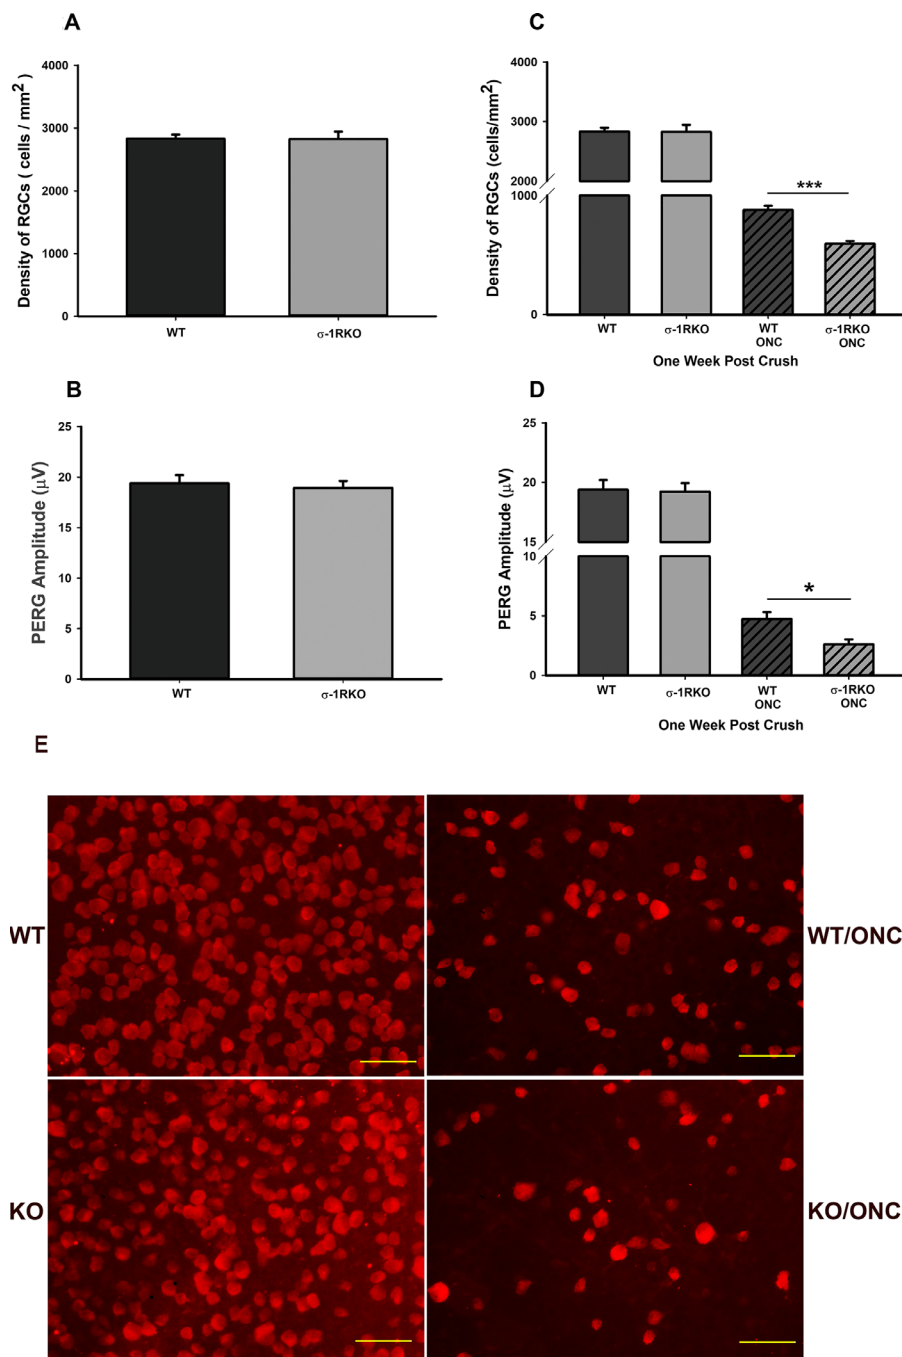 A
Density of RGCs ( cells / mm2 )
4000
3000
2000
1000
0
WT
σ-1RKO
C
Density of RGCs (cells/mm2)
4000
3000
2000
1000
0
***
WT
σ-1RKO
WT
ONC
σ-1RKO
ONC
One Week Post Crush
B
PERG Amplitude (μV)
25
20
15
10
5
0
WT
σ-1RKO
D
PERG Amplitude (μV)
25
20
15
10
5
0
*
WT
σ-1RKO
WT
ONC
σ-1RKO
ONC
One Week Post Crush
E
WT
WT/ONC
KO
KO/ONC